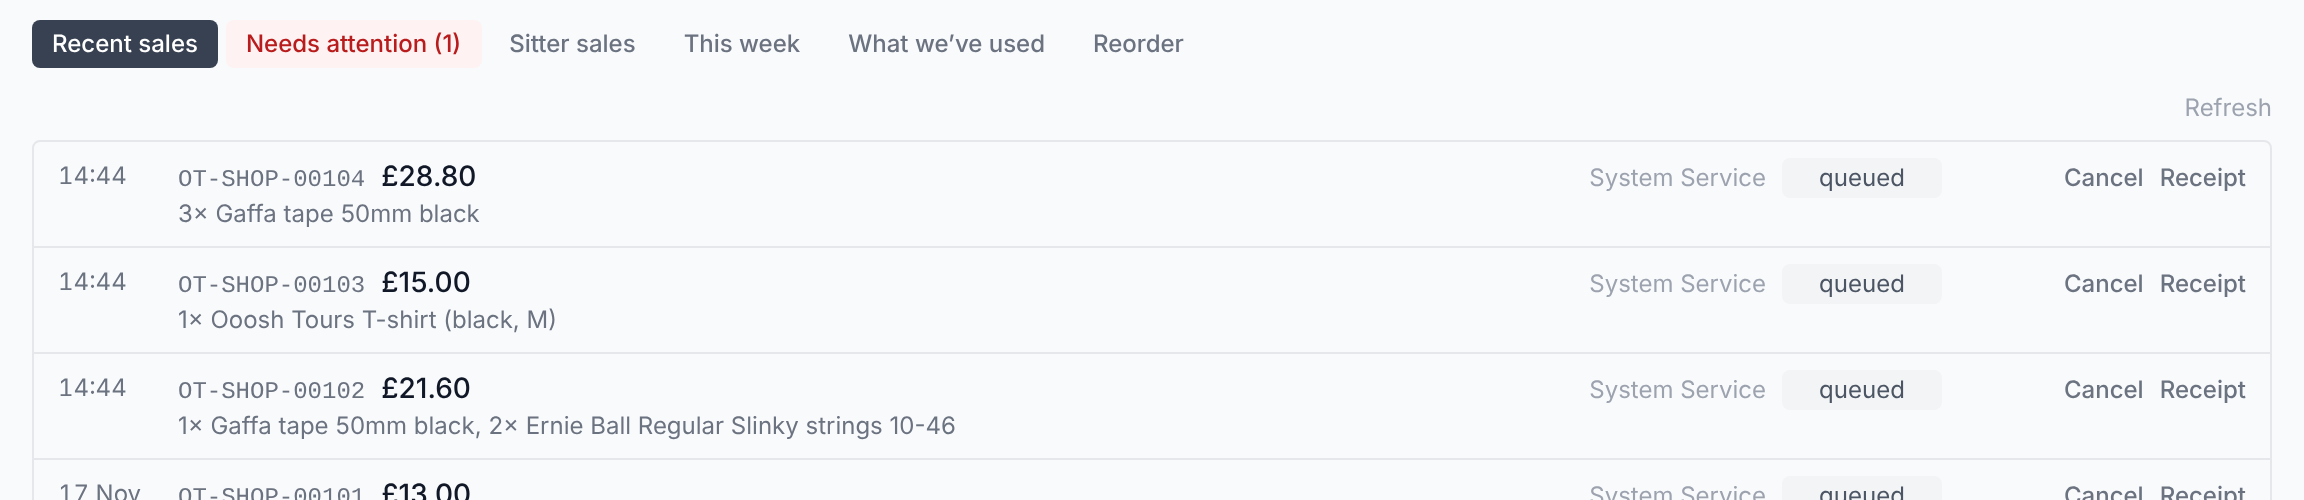 Recent sales Needs attention (1) Sitter sales This week What we’ve used Reorder
Refresh
14:44 OT-SHOP-00104 £28.80 System Service queued Cancel Receipt
3× Gaffa tape 50mm black
14:44 OT-SHOP-00103 £15.00 System Service queued Cancel Receipt
1× Ooosh Tours T-shirt (black, M)
14:44 OT-SHOP-00102 £21.60 System Service queued Cancel Receipt
1× Gaffa tape 50mm black, 2× Ernie Ball Regular Slinky strings 10-46
17 Nov OT-SHOP-00101 £13.00 System Service queued Cancel Receipt